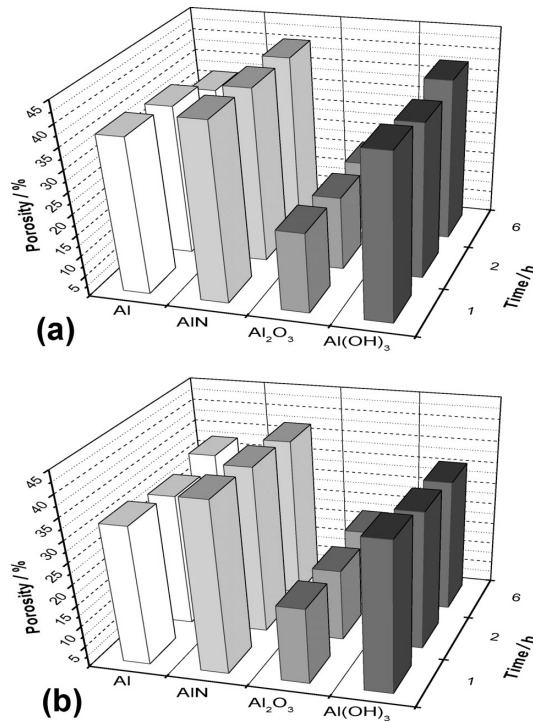 45
40
35
30
25
20
15
10
5
Porosity / %
Al
AlN
Al₂O₃
Al(OH)₃
1
2
6
Time/h
(a)
45
40
35
30
25
20
15
10
5
Porosity / %
Al
AlN
Al₂O₃
Al(OH)₃
1
2
6
Time/h
(b)